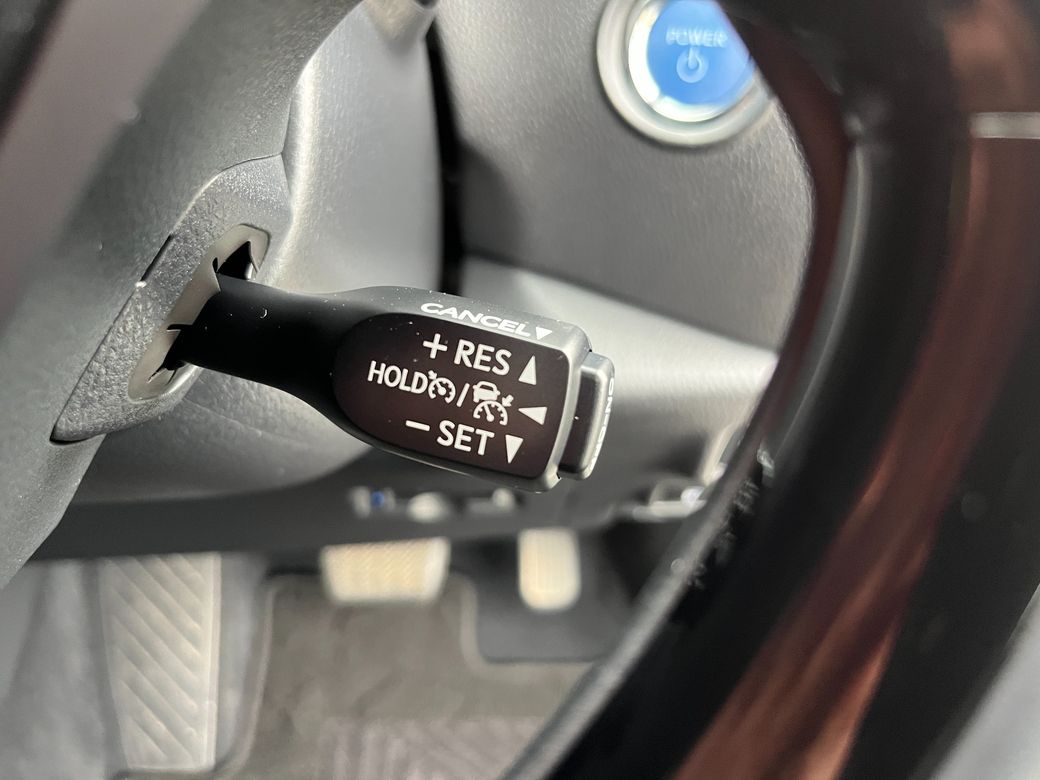 POWER
CANCEL▼
+ RES ▲
HOLD / ◀
− SET ▼